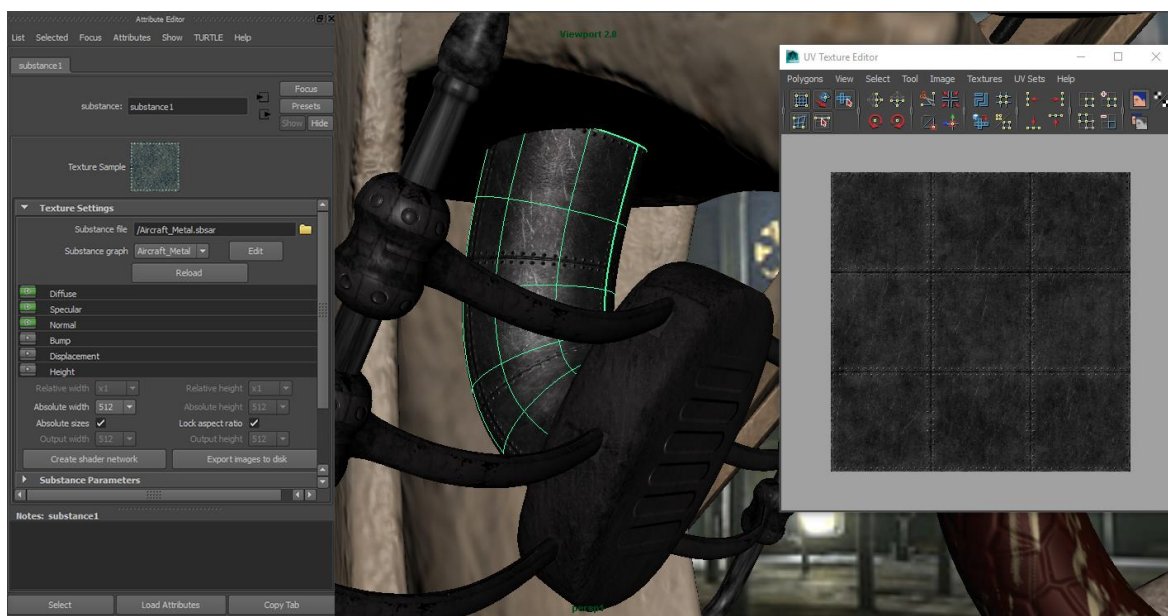 Attribute Editor
List Selected Focus Attributes Show TURTLE Help
substance1
substance: substance1
Focus
Presets
Show Hide
Texture Sample
Texture Settings
Substance file /Aircraft_Metal.sbsar
Substance graph Aircraft_Metal Edit
Reload
Diffuse
Specular
Normal
Bump
Displacement
Height
Relative width x1 Relative height x1
Absolute width 512 Absolute height 512
Absolute sizes Lock aspect ratio
Output width 512 Output height 512
Create shader network Export images to disk
Substance Parameters
Notes: substance1
Select Load Attributes Copy Tab
Viewport 2.0
persp1
UV Texture Editor
Polygons View Select Tool Image Textures UV Sets Help